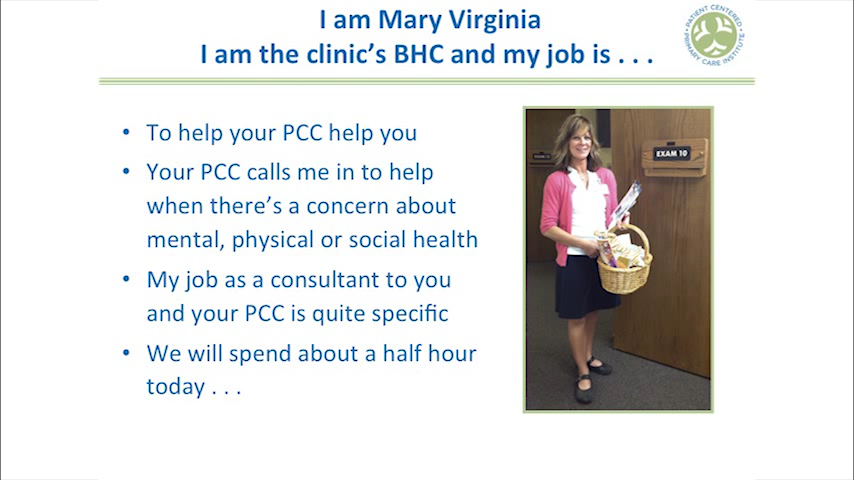 I am Mary Virginia
I am the clinic's BHC and my job is . . .
PATIENT CENTERED
PRIMARY CARE INSTITUTE
• To help your PCC help you
• Your PCC calls me in to help
when there's a concern about
mental, physical or social health
• My job as a consultant to you
and your PCC is quite specific
• We will spend about a half hour
today . . .
EXAM 10